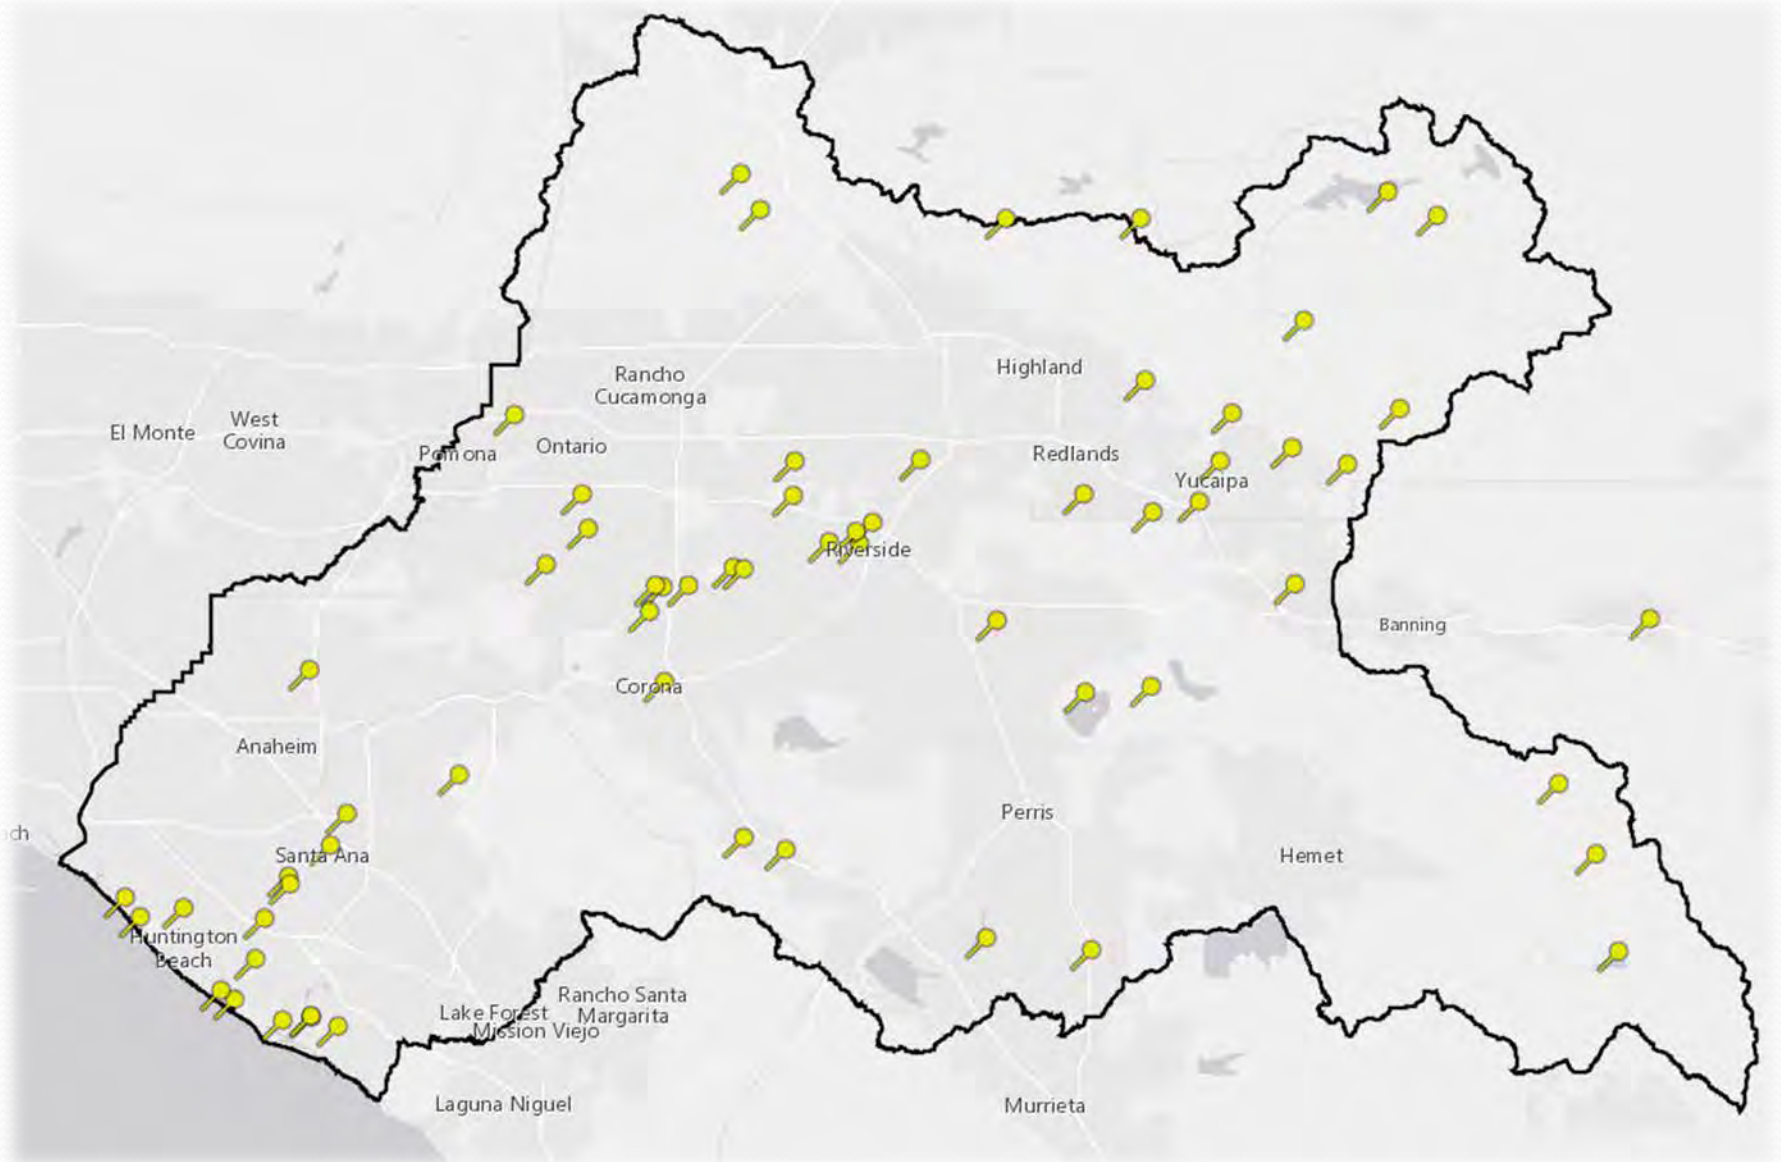 Rancho
Cucamonga
Highland
El Monte
West
Covina
Pomona
Ontario
Redlands
Yucaipa
Riverside
Banning
Corona
Anaheim
Perris
ch
Santa Ana
Hemet
Huntington
Beach
Rancho Santa
Margarita
Lake Forest
Mission Viejo
Laguna Niguel
Murrieta